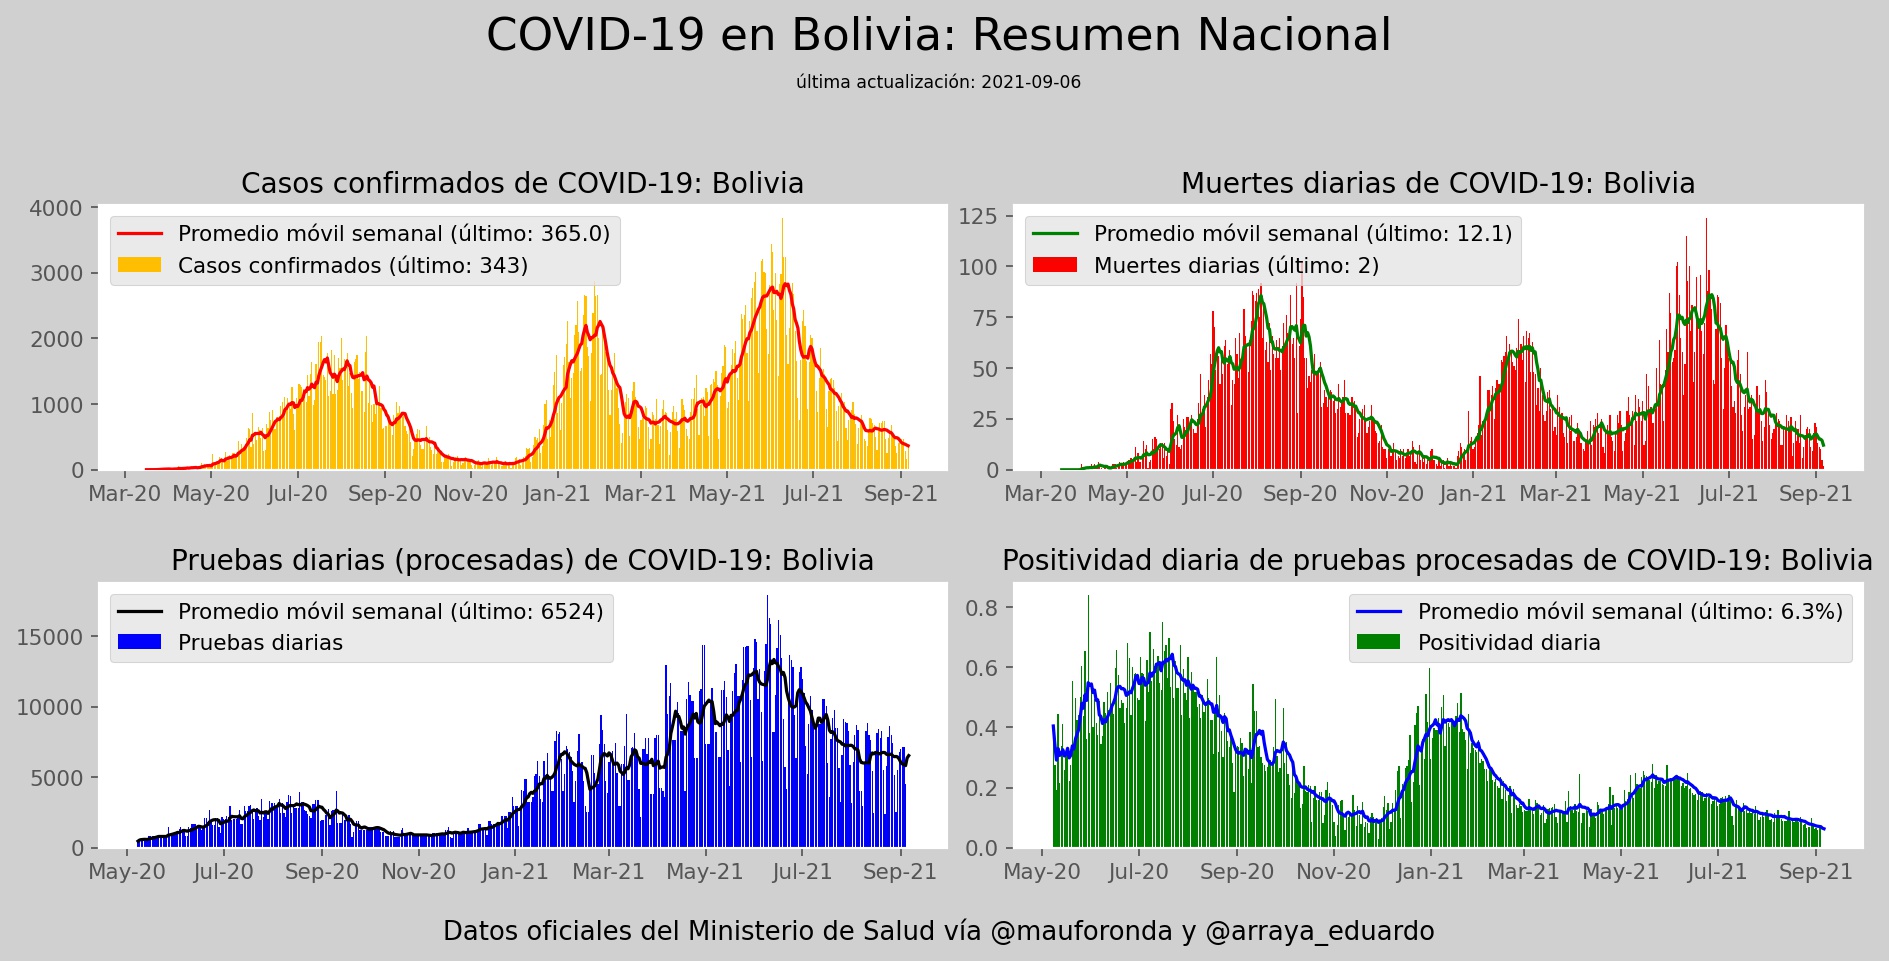 COVID-19 en Bolivia: Resumen Nacional
última actualización: 2021-09-06
Casos confirmados de COVID-19: Bolivia
4000
3000
2000
1000
0
Promedio móvil semanal (último: 365.0)
Casos confirmados (último: 343)
Mar-20 May-20 Jul-20 Sep-20 Nov-20 Jan-21 Mar-21 May-21 Jul-21 Sep-21
Muertes diarias de COVID-19: Bolivia
125
100
75
50
25
0
Promedio móvil semanal (último: 12.1)
Muertes diarias (último: 2)
Mar-20 May-20 Jul-20 Sep-20 Nov-20 Jan-21 Mar-21 May-21 Jul-21 Sep-21
Pruebas diarias (procesadas) de COVID-19: Bolivia
15000
10000
5000
0
Promedio móvil semanal (último: 6524)
Pruebas diarias
May-20 Jul-20 Sep-20 Nov-20 Jan-21 Mar-21 May-21 Jul-21 Sep-21
Positividad diaria de pruebas procesadas de COVID-19: Bolivia
0.8
0.6
0.4
0.2
0.0
Promedio móvil semanal (último: 6.3%)
Positividad diaria
May-20 Jul-20 Sep-20 Nov-20 Jan-21 Mar-21 May-21 Jul-21 Sep-21
Datos oficiales del Ministerio de Salud vía @mauforonda y @arraya_eduardo